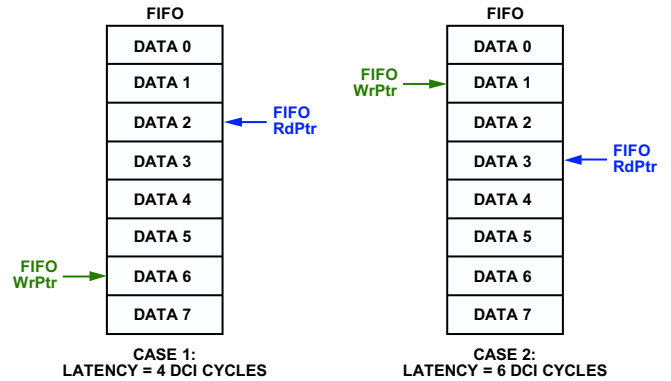 FIFO
DATA 0
DATA 1
DATA 2
DATA 3
DATA 4
DATA 5
DATA 6
DATA 7
FIFO
RdPtr
FIFO
WrPtr
CASE 1:
LATENCY = 4 DCI CYCLES
FIFO
DATA 0
DATA 1
DATA 2
DATA 3
DATA 4
DATA 5
DATA 6
DATA 7
FIFO
WrPtr
FIFO
RdPtr
CASE 2:
LATENCY = 6 DCI CYCLES